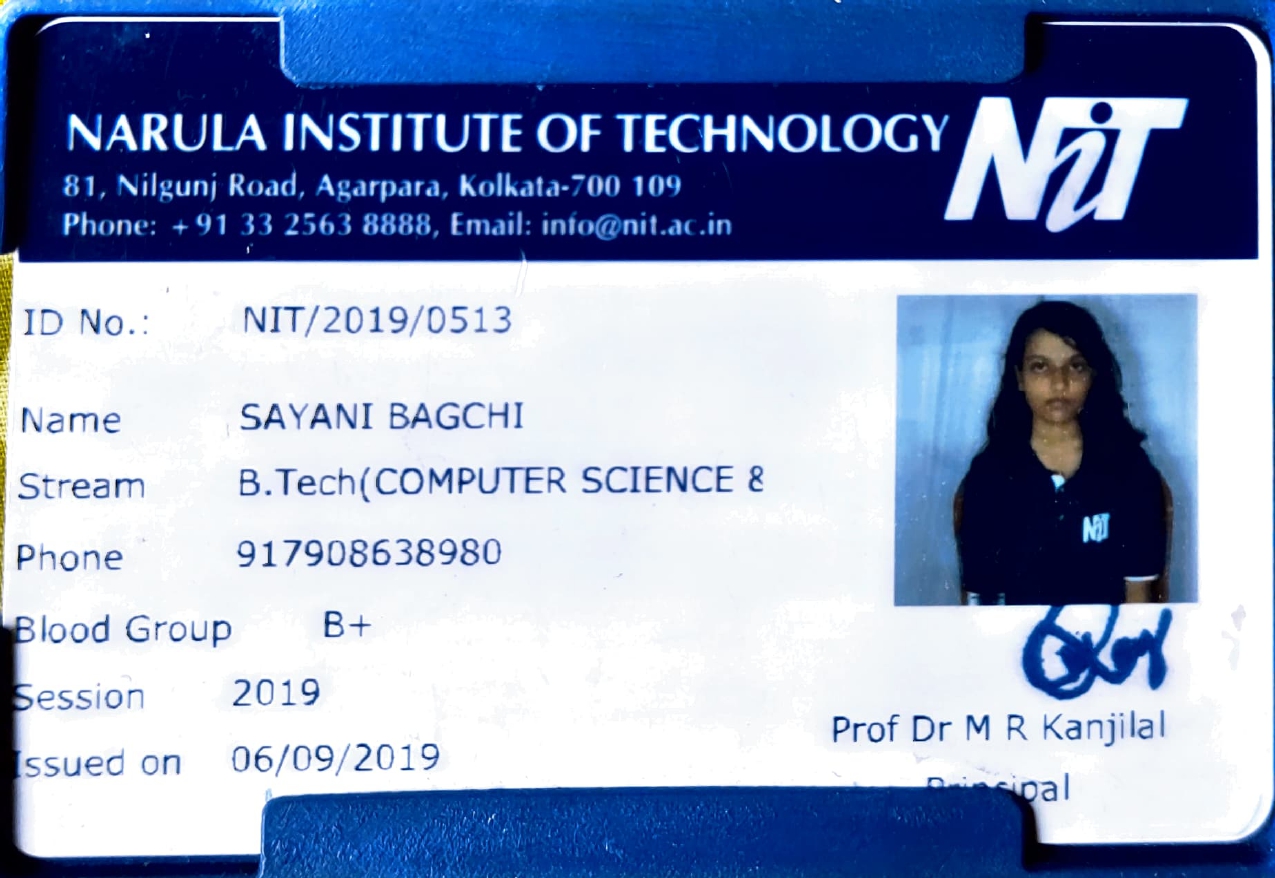 NARULA INSTITUTE OF TECHNOLOGY
NiT
81, Nilgunj Road, Agarpara, Kolkata-700 109
Phone: +91 33 2563 8888, Email: info@nit.ac.in
ID No.: NIT/2019/0513
Name SAYANI BAGCHI
Stream B.Tech(COMPUTER SCIENCE &
Phone 917908638980
Blood Group B+
Session 2019
Issued on 06/09/2019
NiT
Prof Dr M R Kanjilal
Principal